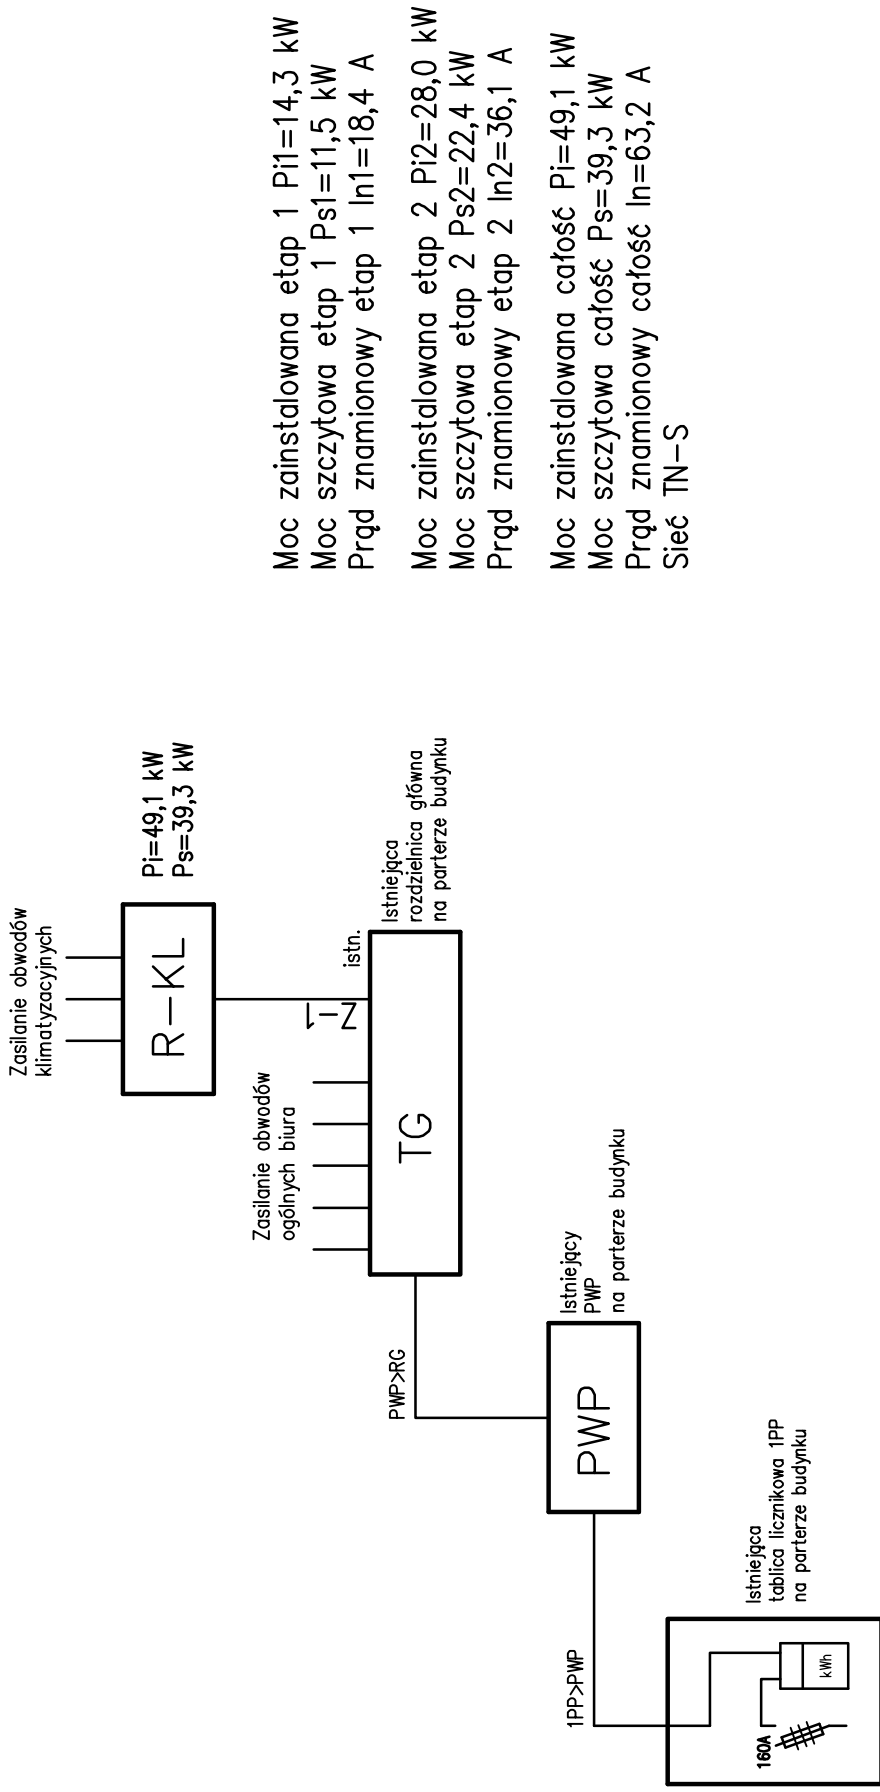 Zasilanie obwodów
klimatyzacyjnych
R-KL
Pi=49,1 kW
Ps=39,3 kW
Z-1
istn.
Zasilanie obwodów
ogólnych biura
TG
Istniejąca
rozdzielnica główna
na parterze budynku
PWP>RG
PWP
Istniejący
PWP
na parterze budynku
1PP>PWP
160A
kWh
Istniejąca
tablica licznikowa 1PP
na parterze budynku
Moc zainstalowana etap 1 Pi1=14,3 kW
Moc szczytowa etap 1 Ps1=11,5 kW
Prąd znamionowy etap 1 In1=18,4 A
Moc zainstalowana etap 2 Pi2=28,0 kW
Moc szczytowa etap 2 Ps2=22,4 kW
Prąd znamionowy etap 2 In2=36,1 A
Moc zainstalowana całość Pi=49,1 kW
Moc szczytowa całość Ps=39,3 kW
Prąd znamionowy całość In=63,2 A
Sieć TN-S